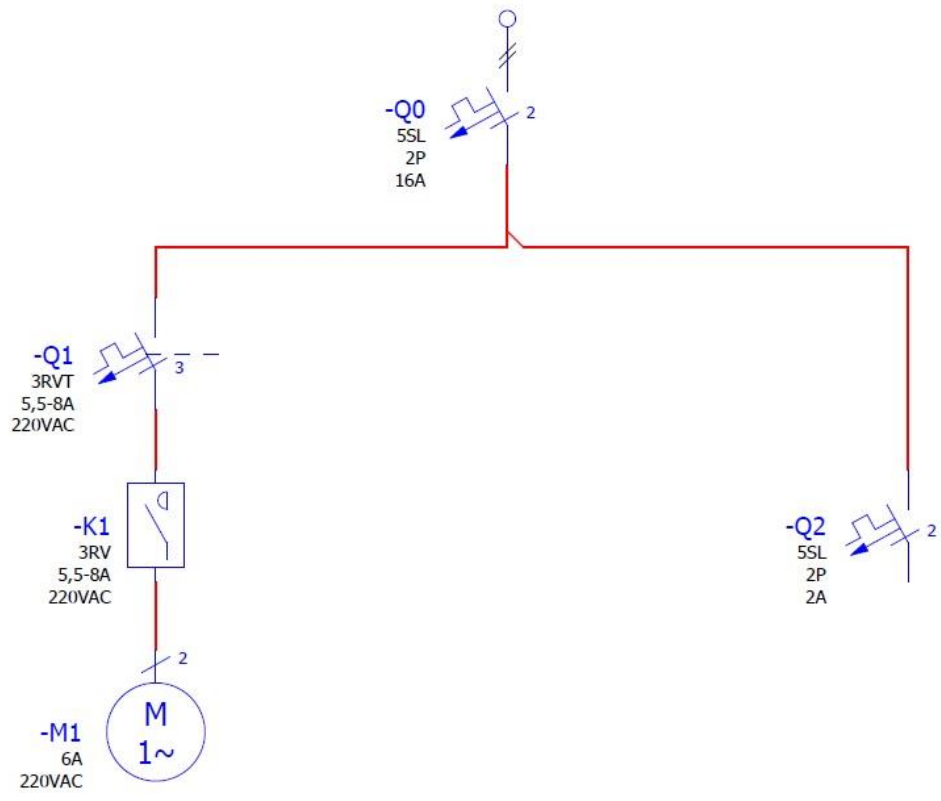 -Q0
2
5SL
2P
16A
-Q1
3
3RVT
5,5-8A
220VAC
-K1
3RV
5,5-8A
220VAC
-Q2
2
5SL
2P
2A
2
M
1~
-M1
6A
220VAC